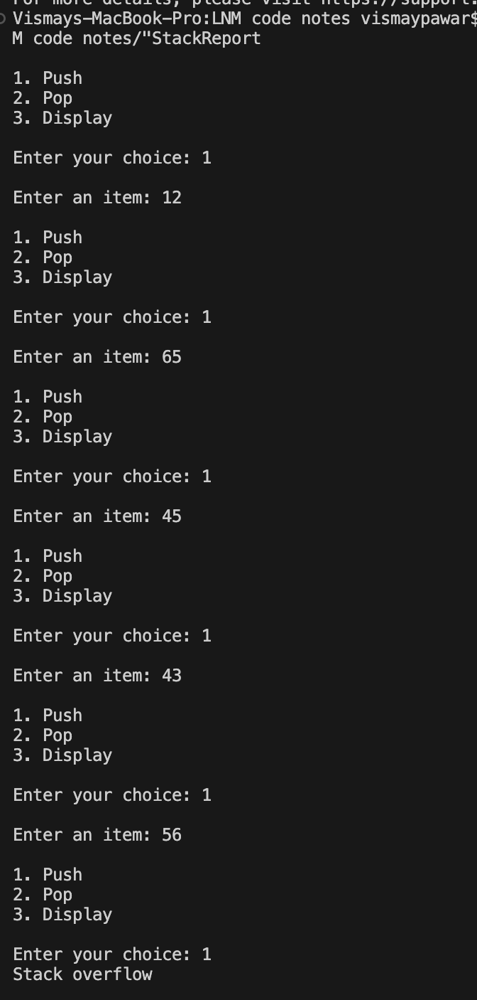 For more details, please visit https://support.
Vismays-MacBook-Pro:LNM code notes vismaypawar$
M code notes/"StackReport
1. Push
2. Pop
3. Display
Enter your choice: 1
Enter an item: 12
1. Push
2. Pop
3. Display
Enter your choice: 1
Enter an item: 65
1. Push
2. Pop
3. Display
Enter your choice: 1
Enter an item: 45
1. Push
2. Pop
3. Display
Enter your choice: 1
Enter an item: 43
1. Push
2. Pop
3. Display
Enter your choice: 1
Enter an item: 56
1. Push
2. Pop
3. Display
Enter your choice: 1
Stack overflow